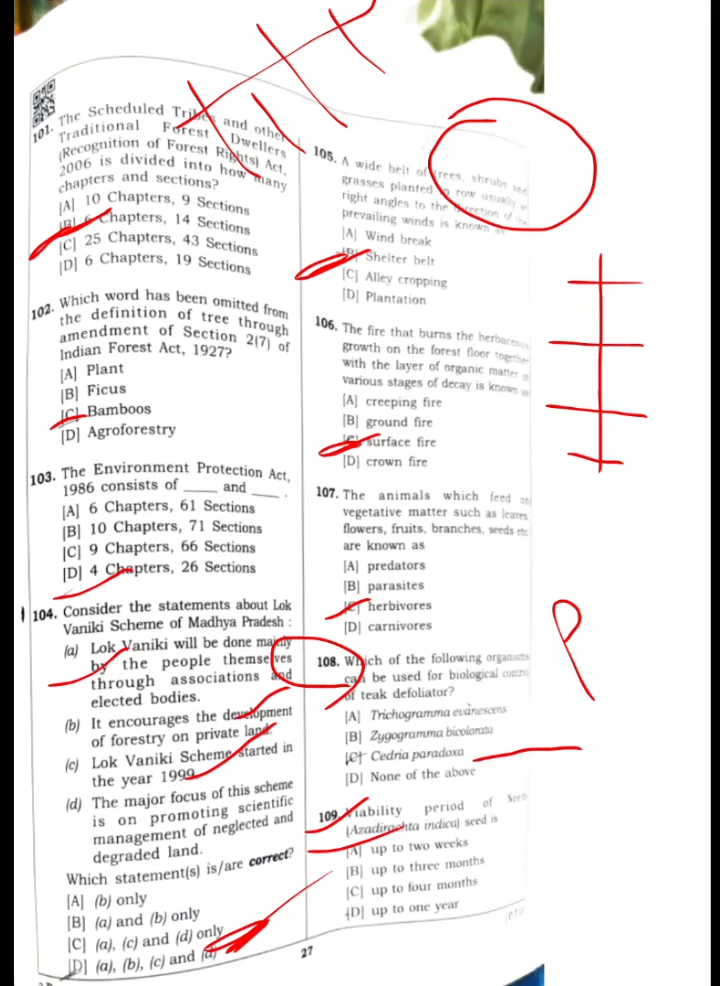 101. The Scheduled Tribes and other
Traditional Forest Dwellers
(Recognition of Forest Rights) Act,
2006 is divided into how many
chapters and sections?
[A] 10 Chapters, 9 Sections
[B] 6 Chapters, 14 Sections
[C] 25 Chapters, 43 Sections
[D] 6 Chapters, 19 Sections
102. Which word has been omitted from
the definition of tree through
amendment of Section 2(7) of
Indian Forest Act, 1927?
[A] Plant
[B] Ficus
[C] Bamboos
[D] Agroforestry
103. The Environment Protection Act,
1986 consists of ____ and ____.
[A] 6 Chapters, 61 Sections
[B] 10 Chapters, 71 Sections
[C] 9 Chapters, 66 Sections
[D] 4 Chapters, 26 Sections
104. Consider the statements about Lok
Vaniki Scheme of Madhya Pradesh :
(a) Lok Vaniki will be done mainly
by the people themselves
through associations and
elected bodies.
(b) It encourages the development
of forestry on private land.
(c) Lok Vaniki Scheme started in
the year 1999.
(d) The major focus of this scheme
is on promoting scientific
management of neglected and
degraded land.
Which statement(s) is/are correct?
[A] (b) only
[B] (a) and (b) only
[C] (a), (c) and (d) only
[D] (a), (b), (c) and (d)
105. A wide belt of trees, shrubs and
grasses planted in row usually at
right angles to the direction of the
prevailing winds is known as
[A] Wind break
[B] Shelter belt
[C] Alley cropping
[D] Plantation
106. The fire that burns the herbaceous
growth on the forest floor together
with the layer of organic matter in
various stages of decay is known as
[A] creeping fire
[B] ground fire
[C] surface fire
[D] crown fire
107. The animals which feed on
vegetative matter such as leaves,
flowers, fruits, branches, seeds etc.
are known as
[A] predators
[B] parasites
[C] herbivores
[D] carnivores
108. Which of the following organisms
can be used for biological control
of teak defoliator?
[A] Trichogramma evanescens
[B] Zygogramma bicolorata
[C] Cedria paradoxa
[D] None of the above
109. Viability period of Neem
(Azadirachta indica) seed is
[A] up to two weeks
[B] up to three months
[C] up to four months
[D] up to one year
27
[PTO